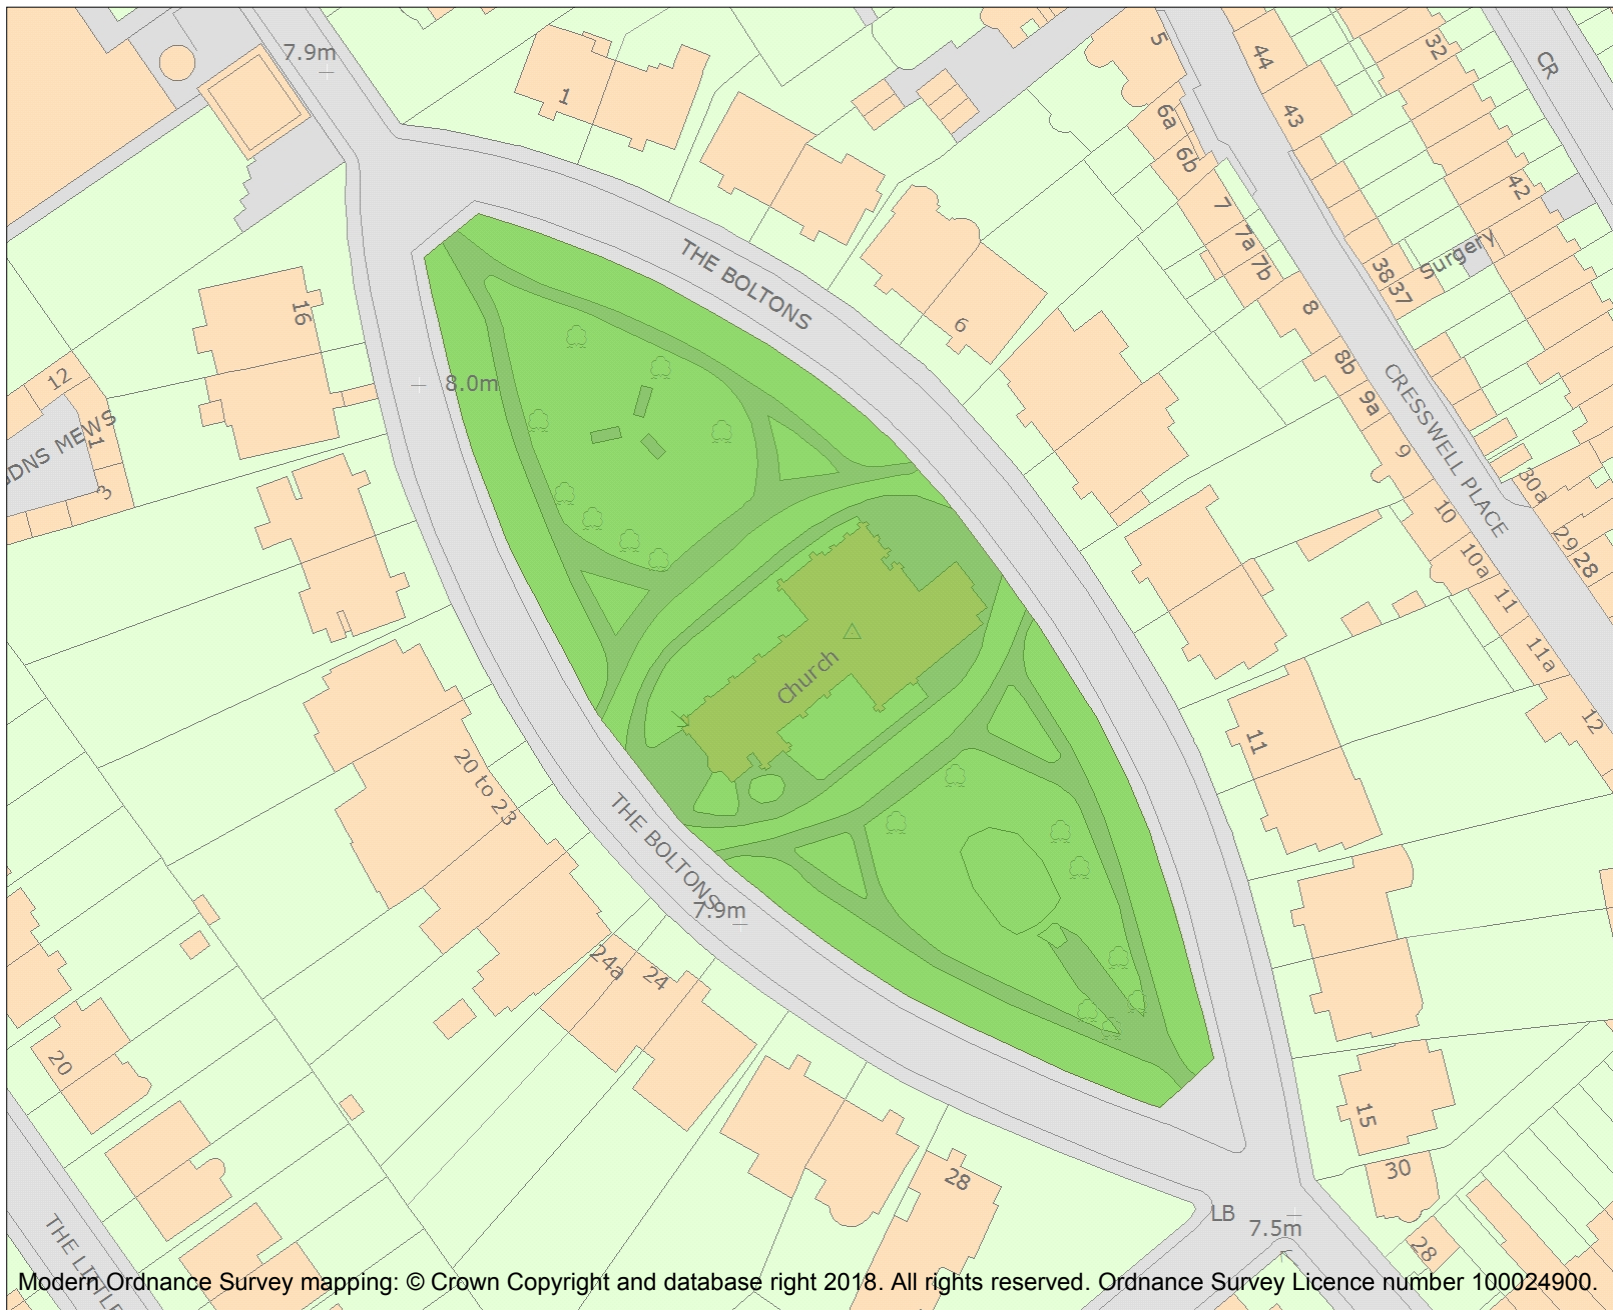 7.9m
1
5
44
32
CR
43
6a
6b
42
7
7a
7b
Surgery
38
37
THE BOLTONS
16
6
8
8.0m
8b
12
9a
CRESSWELL PLACE
DNS MEWS
1
3
9
30a
10
29
28
10a
11
Church
11a
11
12
20 to 23
THE BOLTONS
7.9m
24a
24
20
15
30
28
LB
7.5m
28
THE LITTLE
Modern Ordnance Survey mapping: © Crown Copyright and database right 2018. All rights reserved. Ordnance Survey Licence number 100024900.